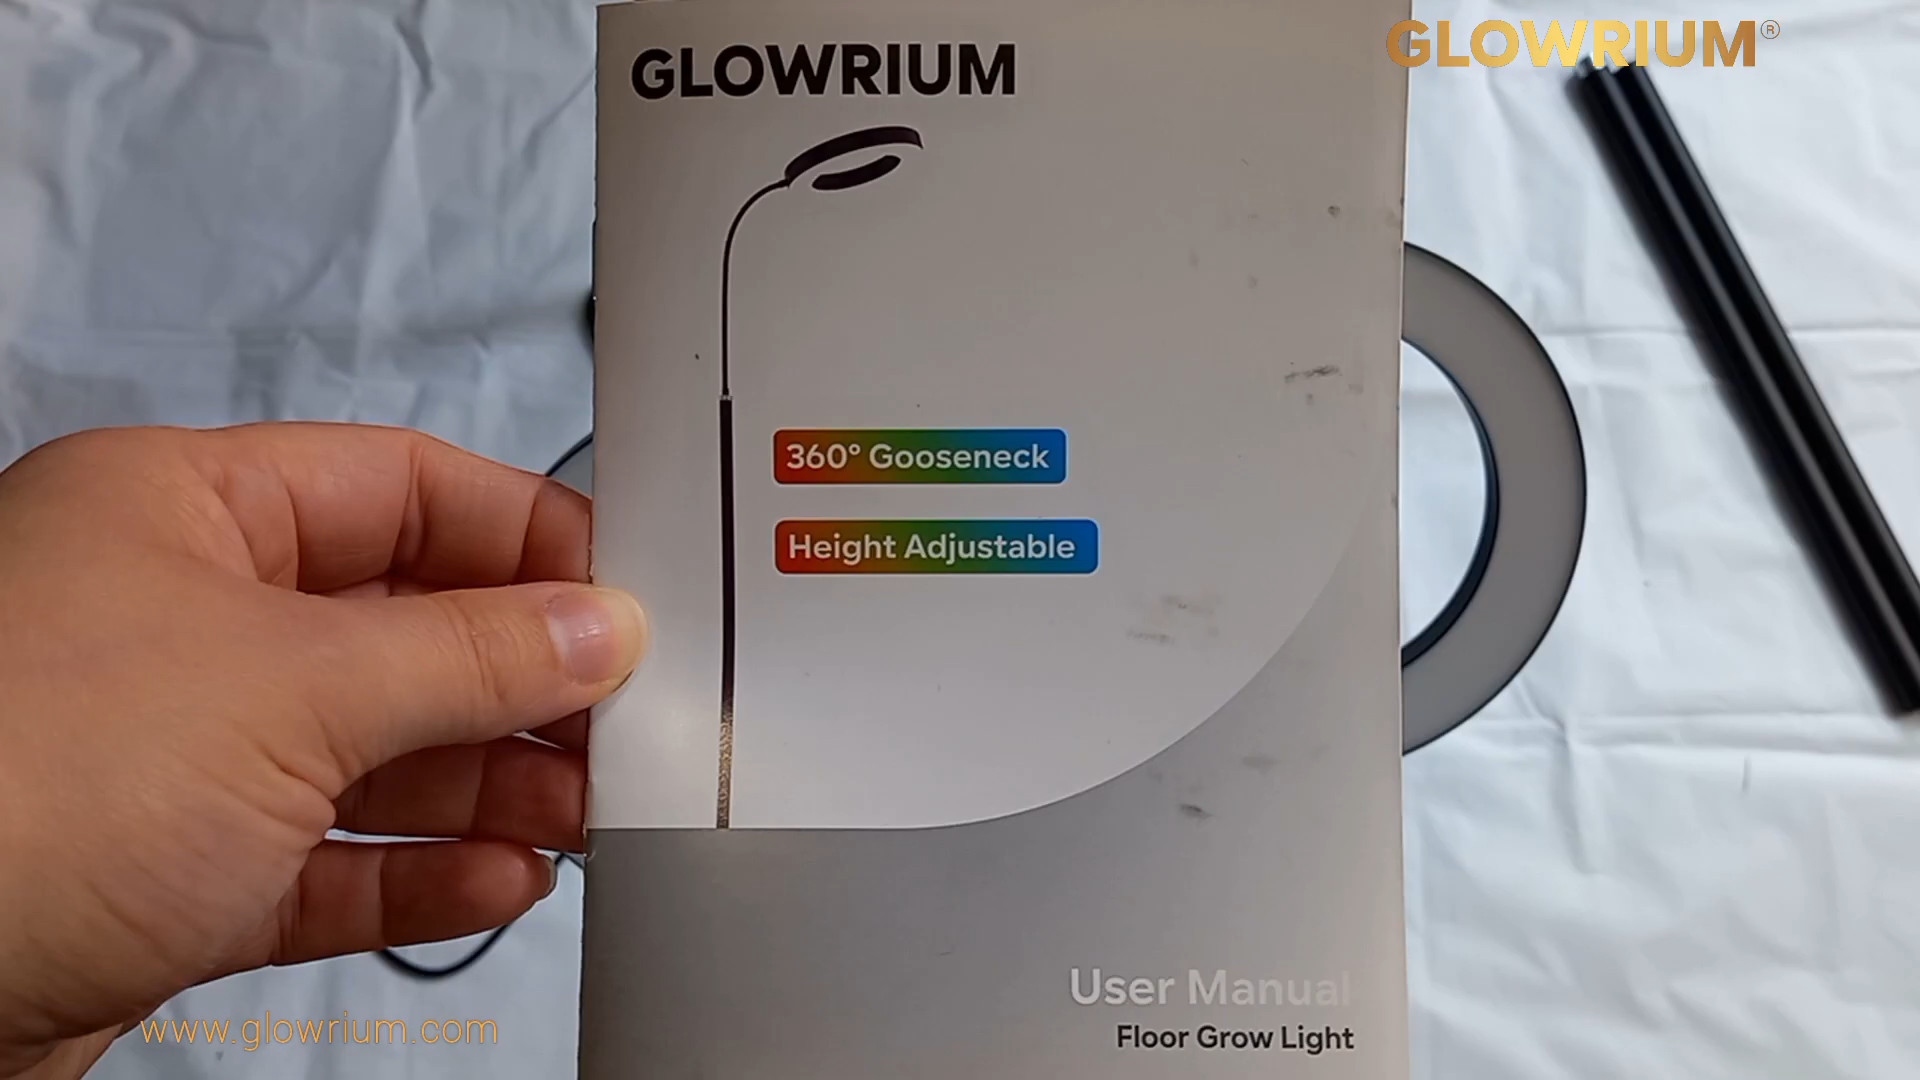 GLOWRIUM
GLOWRIUM®
360° Gooseneck
Height Adjustable
User Manual
Floor Grow Light
www.glowrium.com